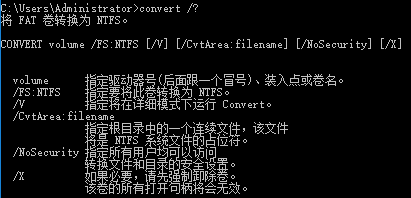 C:\Users\Administrator>convert /?
将 FAT 卷转换为 NTFS。
CONVERT volume /FS:NTFS [/V] [/CvtArea:filename] [/NoSecurity] [/X]
volume 指定驱动器号(后面跟一个冒号)、装入点或卷名。
/FS:NTFS 指定要将此卷转换为 NTFS。
/V 指定将在详细模式下运行 Convert。
/CvtArea:filename
指定根目录中的一个连续文件，该文件
将是 NTFS 系统文件的占位符。
/NoSecurity 指定所有用户均可以访问
转换文件和目录的安全设置。
/X 如果必要，请先强制卸除卷。
该卷的所有打开句柄将会无效。